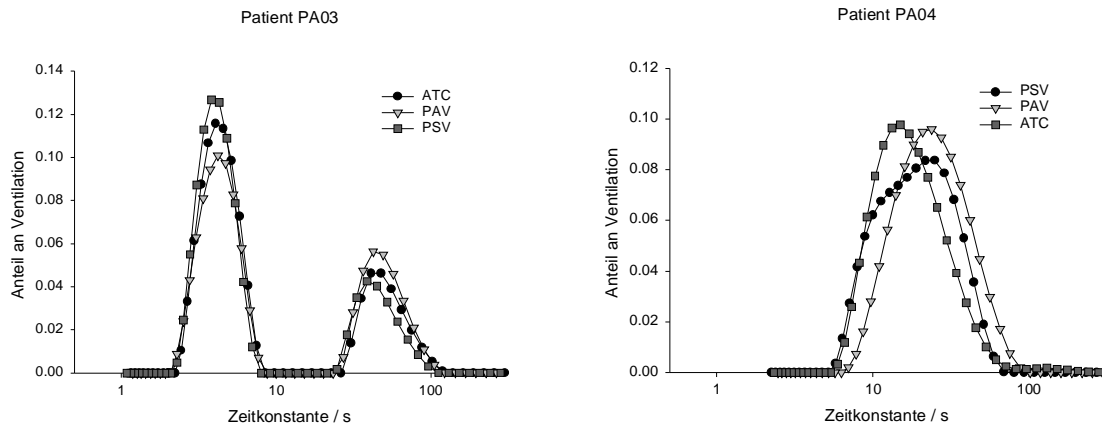 Patient PA03
0.14
0.12
0.10
0.08
0.06
0.04
0.02
0.00
Anteil an Ventilation
ATC
PAV
PSV
1
10
100
Zeitkonstante / s
Patient PA04
0.12
0.10
0.08
0.06
0.04
0.02
0.00
Anteil an Ventilation
PSV
PAV
ATC
1
10
100
Zeitkonstante / s